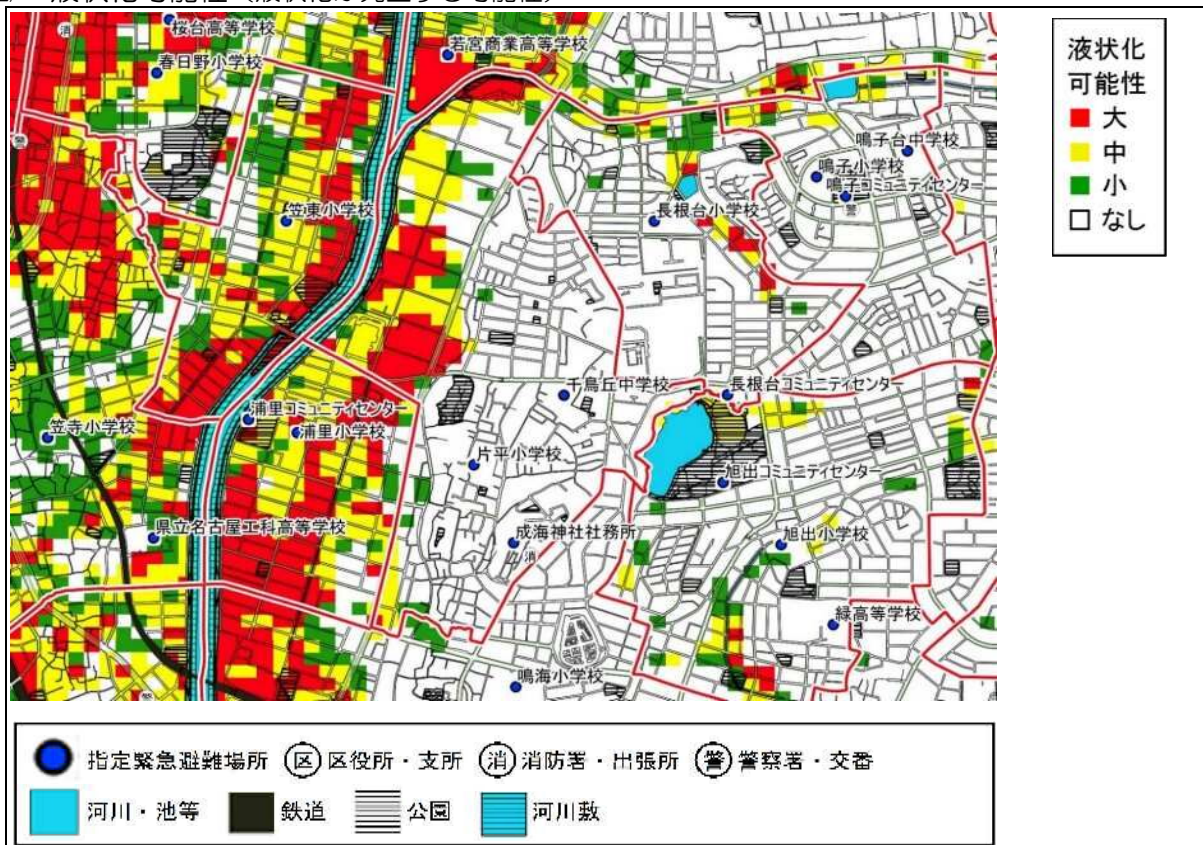 液状化可能性（液状化が発生する可能性）
桜台高等学校
若宮商業高等学校
春日野小学校
消
警
鳴子台中学校
鳴子小学校
鳴子コミュニティセンター
警
笠東小学校
長根台小学校
千鳥丘中学校
長根台コミュニティセンター
浦里コミュニティセンター
笠寺小学校
浦里小学校
片平小学校
旭出コミュニティセンター
県立名古屋工科高等学校
成海神社社務所
旭出小学校
消
緑高等学校
鳴海小学校
警
液状化
可能性
大
中
小
なし
指定緊急避難場所 区 区役所・支所 消 消防署・出張所 警 警察署・交番
河川・池等 鉄道 公園 河川敷